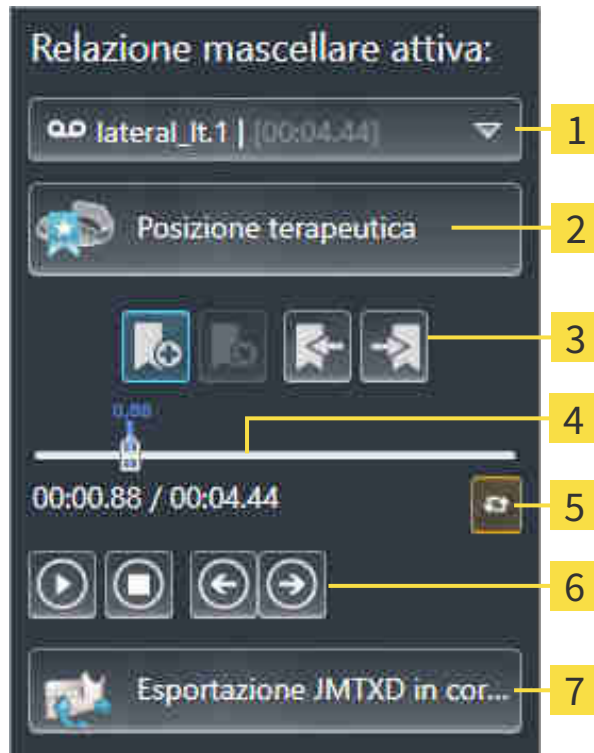 Relazione mascellare attiva:
lateral_lt.1 | [00:04.44]
1
Posizione terapeutica
2
3
0.88
4
00:00.88 / 00:04.44
5
6
Esportazione JMTXD in cor...
7